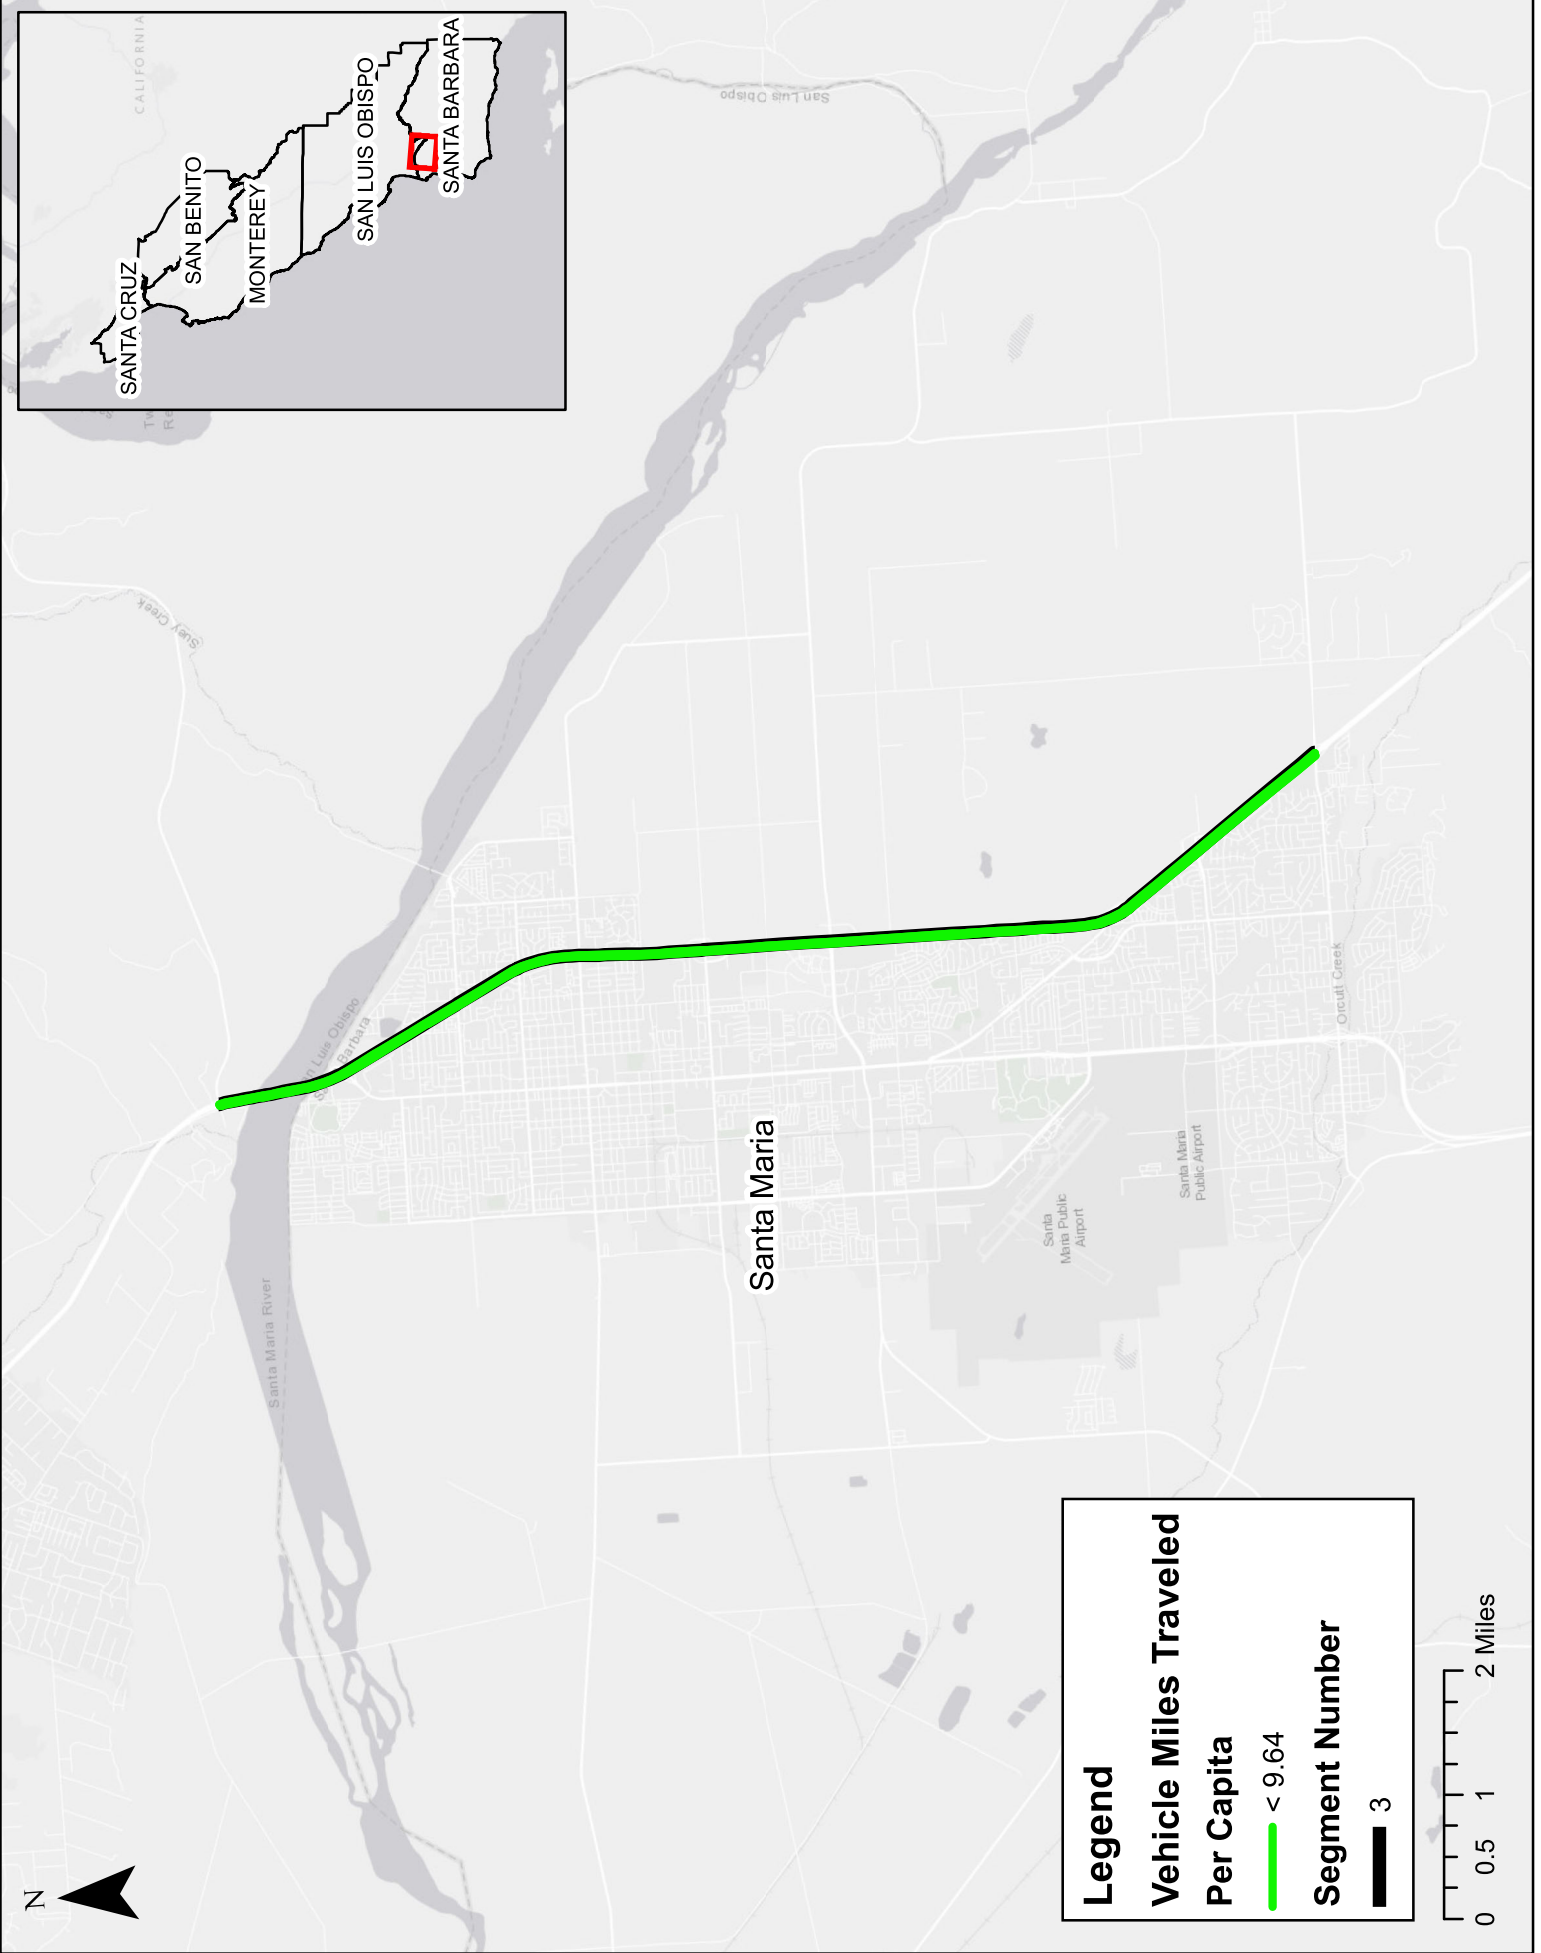 N
CALIFORNIA
SANTA CRUZ
SAN BENITO
MONTEREY
SAN LUIS OBISPO
SANTA BARBARA
San Luis Obispo
Suey Creek
Luis Obispo
Barbara
Santa Maria River
Santa Maria
Santa
Maria Public
Airport
Santa Maria
Public Airport
Orcutt Creek
Legend
Vehicle Miles Traveled
Per Capita
< 9.64
Segment Number
3
0 0.5 1 2 Miles